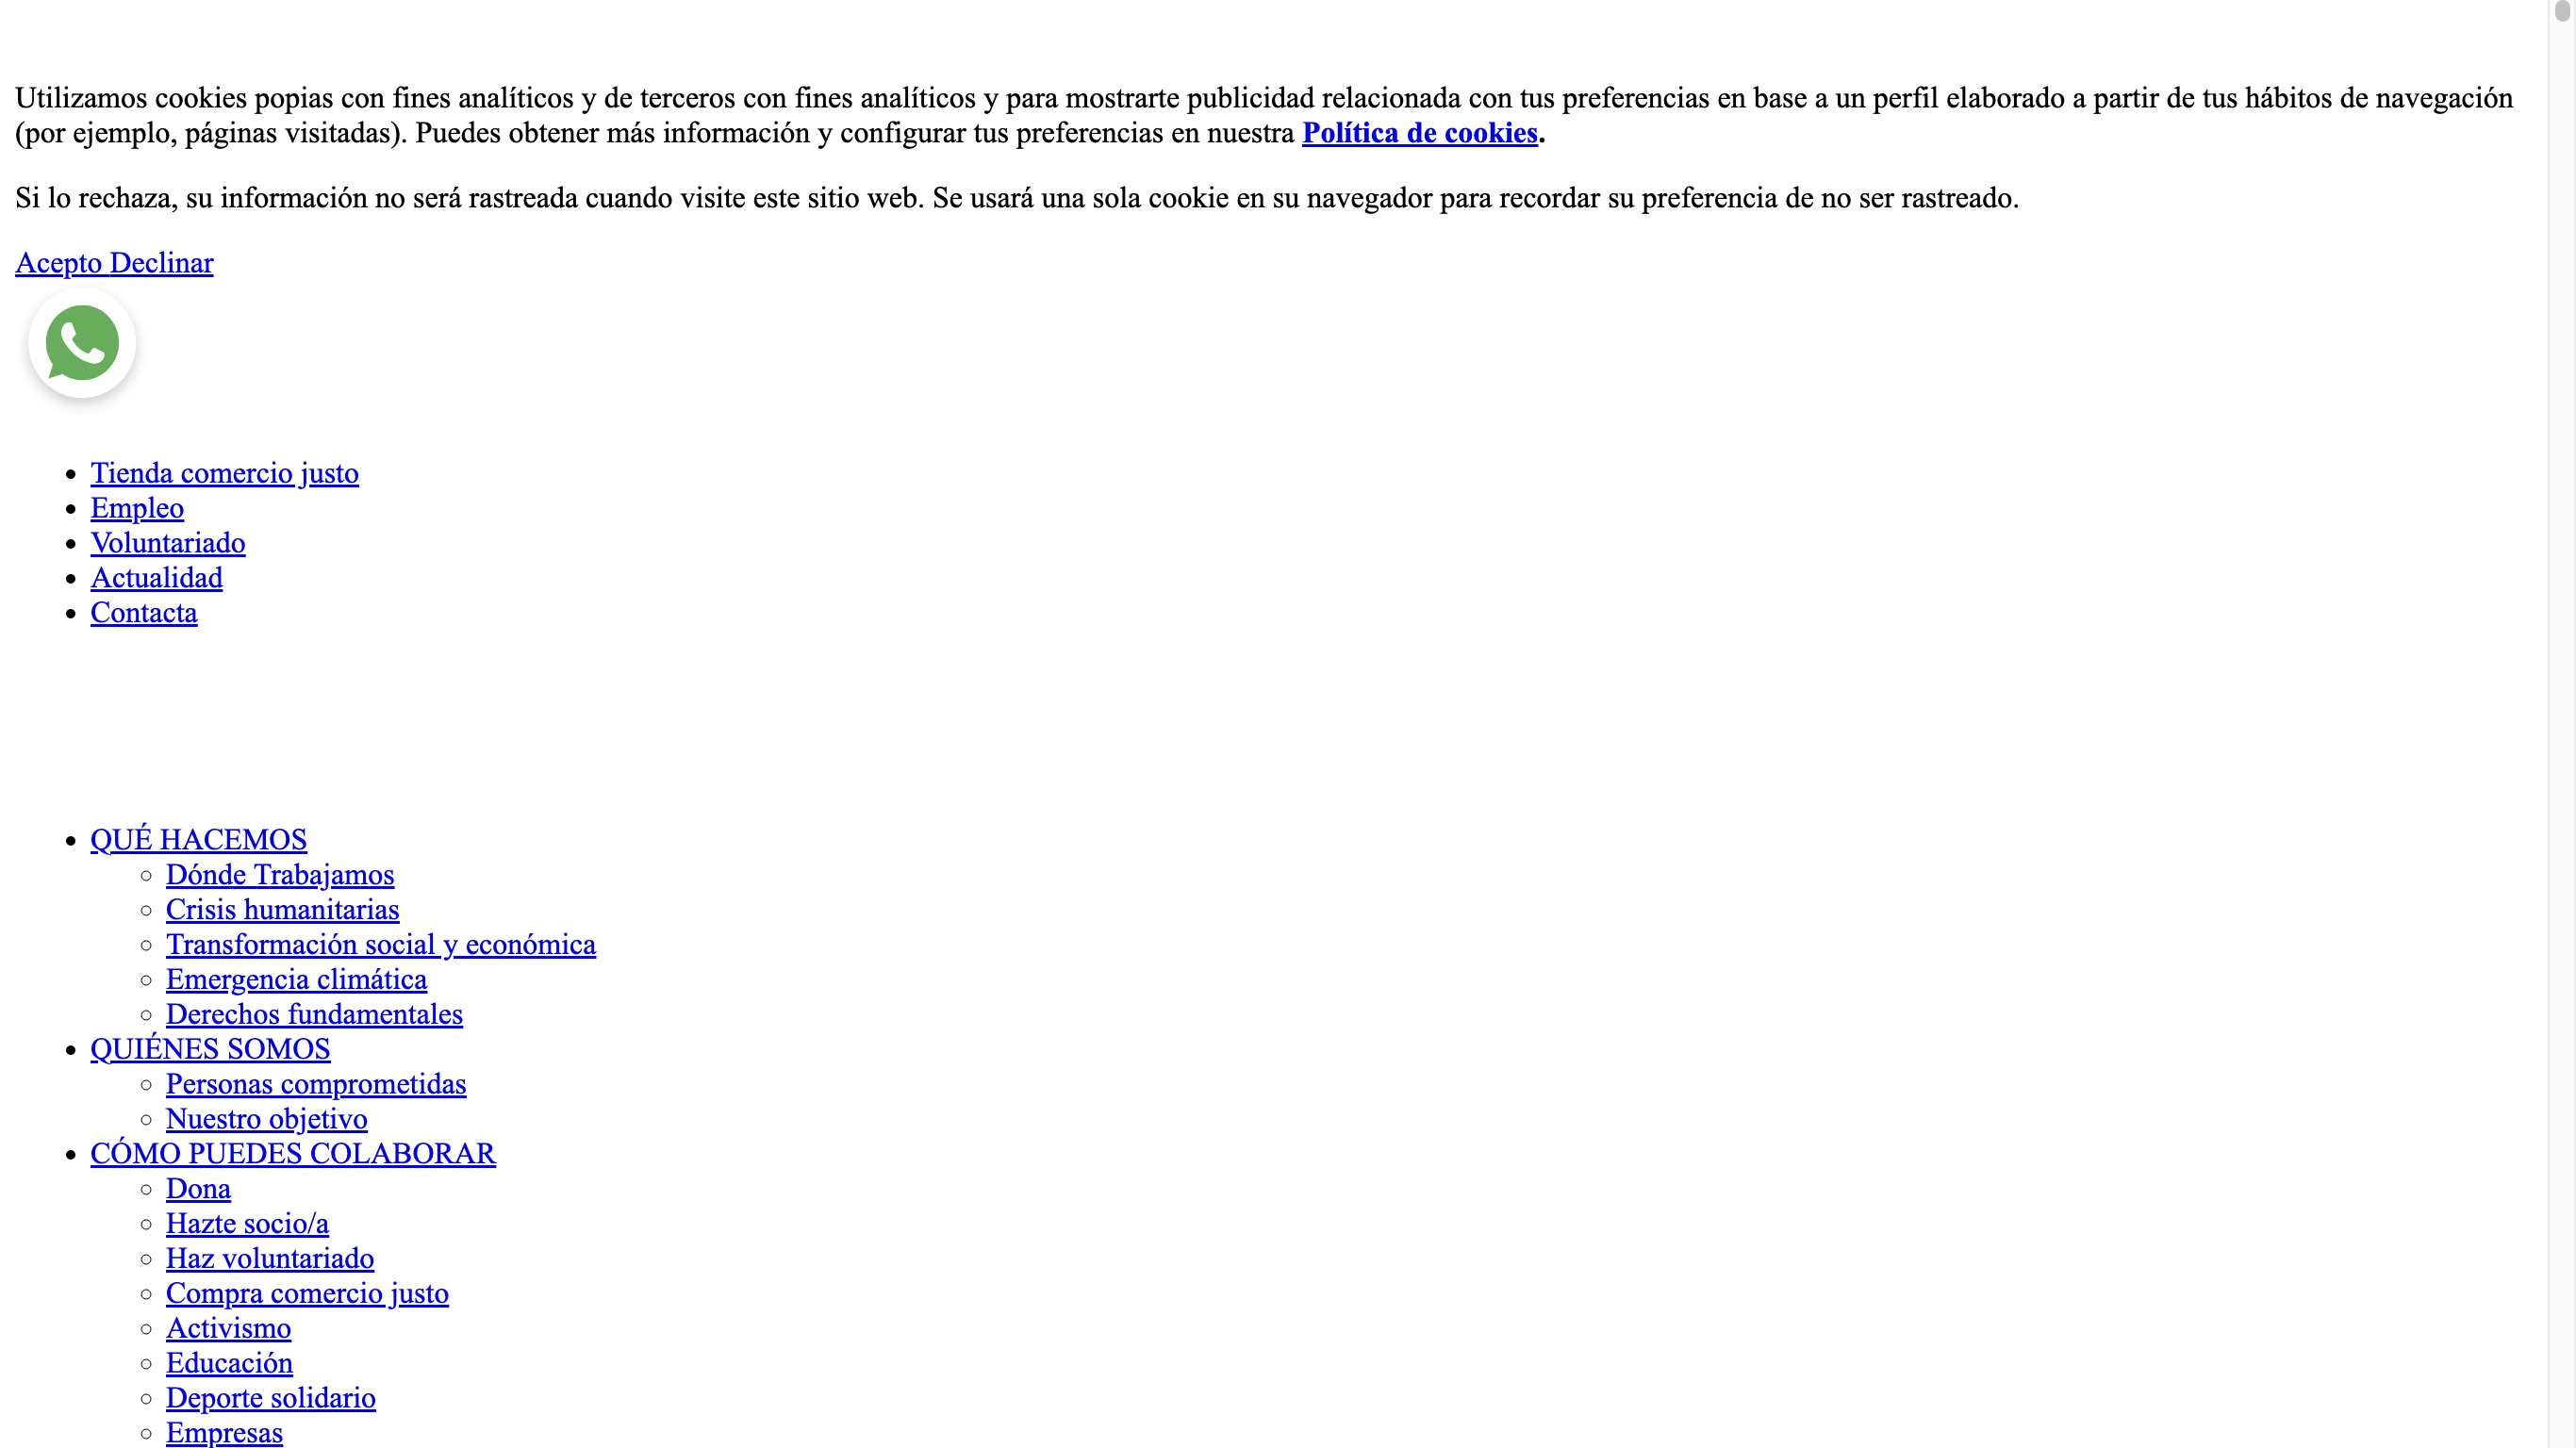 Utilizamos cookies popias con fines analíticos y de terceros con fines analíticos y para mostrarte publicidad relacionada con tus preferencias en base a un perfil elaborado a partir de tus hábitos de navegación
(por ejemplo, páginas visitadas). Puedes obtener más información y configurar tus preferencias en nuestra Política de cookies.
Si lo rechaza, su información no será rastreada cuando visite este sitio web. Se usará una sola cookie en su navegador para recordar su preferencia de no ser rastreado.
Acepto Declinar
Tienda comercio justo
Empleo
Voluntariado
Actualidad
Contacta
QUÉ HACEMOS
Dónde Trabajamos
Crisis humanitarias
Transformación social y económica
Emergencia climática
Derechos fundamentales
QUIÉNES SOMOS
Personas comprometidas
Nuestro objetivo
CÓMO PUEDES COLABORAR
Dona
Hazte socio/a
Haz voluntariado
Compra comercio justo
Activismo
Educación
Deporte solidario
Empresas